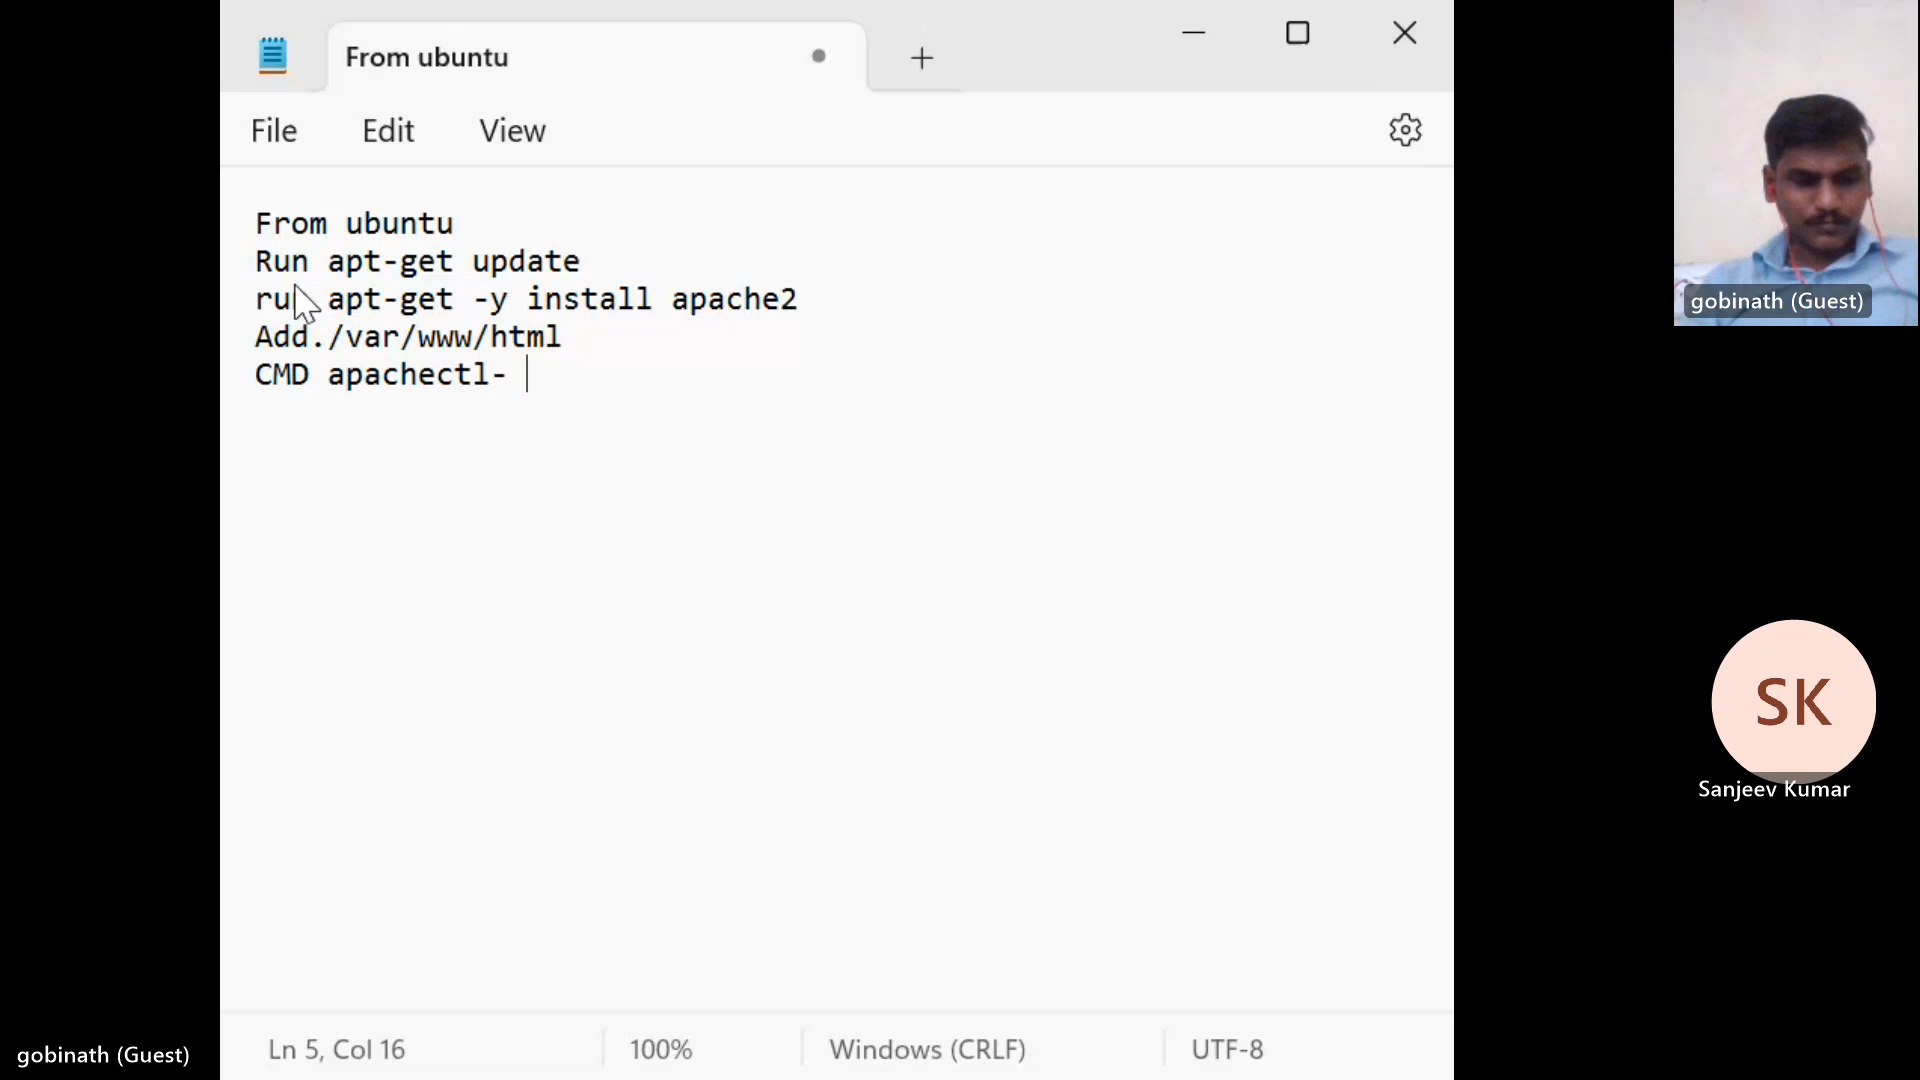 From ubuntu
File Edit View
From ubuntu
Run apt-get update
run apt-get -y install apache2
Add./var/www/html
CMD apachectl-
Ln 5, Col 16 100% Windows (CRLF) UTF-8
gobinath (Guest)
gobinath (Guest)
SK
Sanjeev Kumar